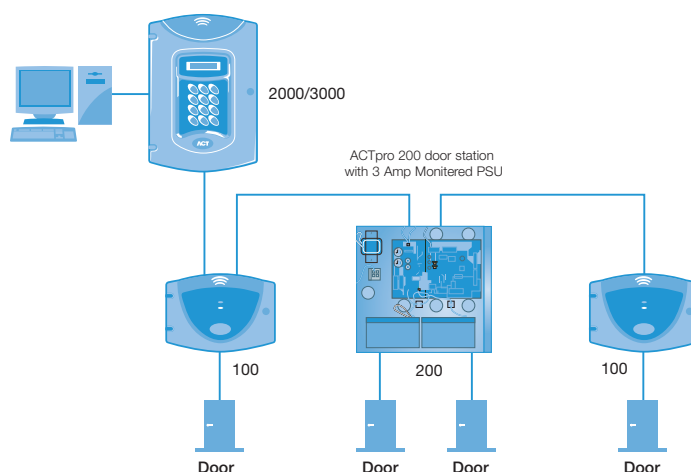 2000/3000
ACT
ACTpro 200 door station
with 3 Amp Monitered PSU
100
200
100
Door
Door
Door
Door